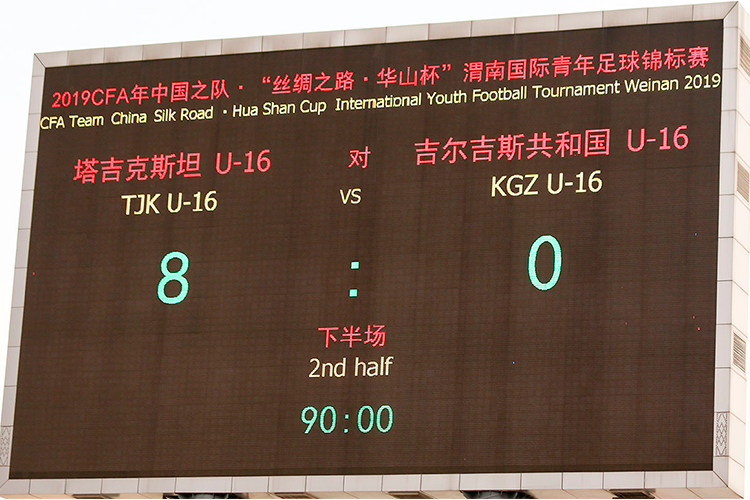 2019CFA年中国之队·“丝绸之路·华山杯”渭南国际青年足球锦标赛
CFA Team China Silk Road · Hua Shan Cup International Youth Football Tournament Weinan 2019
塔吉克斯坦 U-16 对 吉尔吉斯共和国 U-16
TJK U-16 VS KGZ U-16
8 : 0
下半场
2nd half
90:00